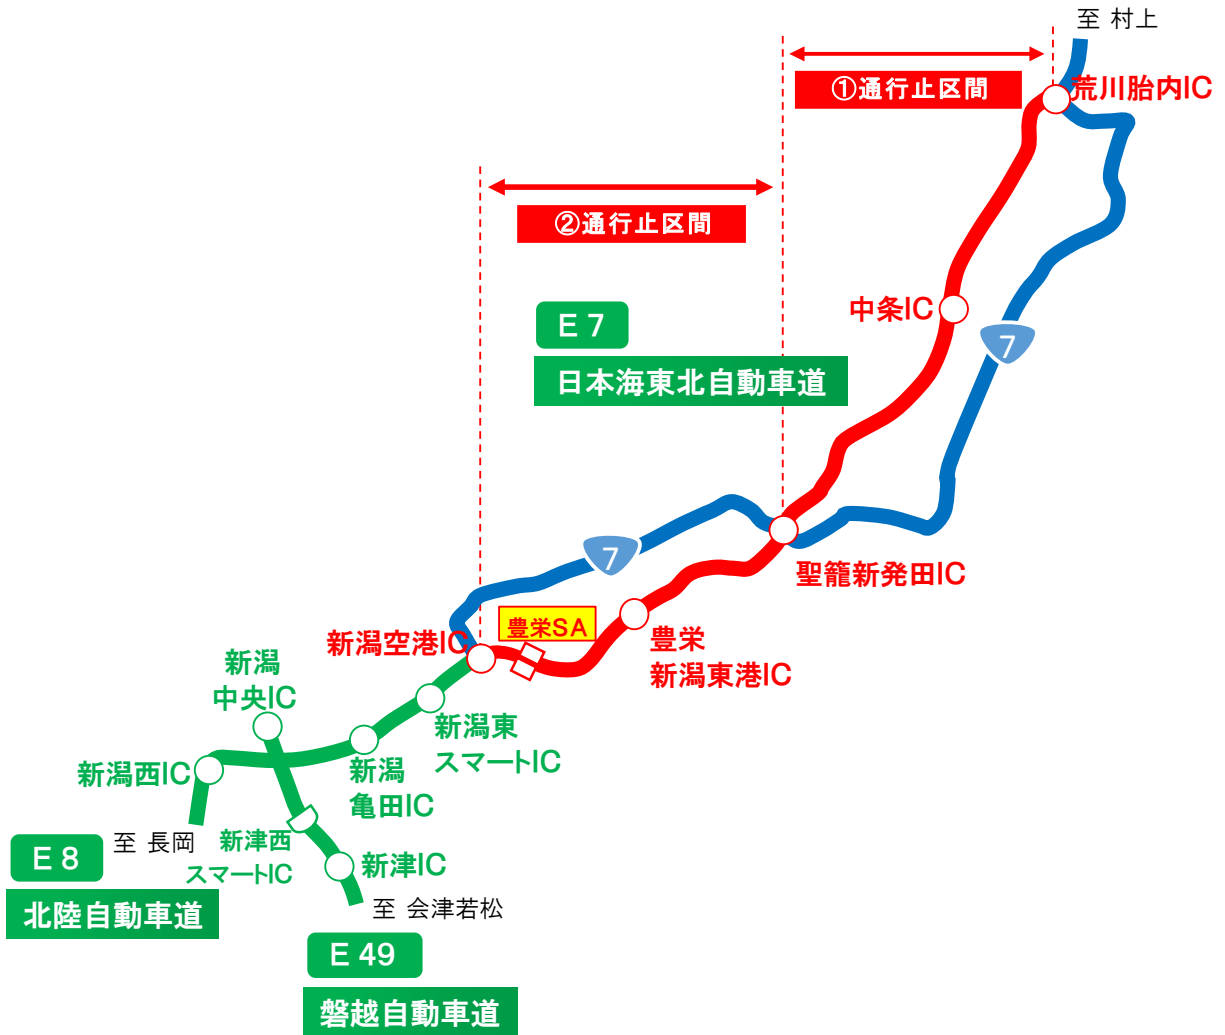 至 村上
①通行止区間
荒川胎内IC
②通行止区間
中条IC
E 7
7
日本海東北自動車道
7
聖籠新発田IC
豊栄SA
新潟空港IC
豊栄
新潟東港IC
新潟
中央IC
新潟東
スマートIC
新潟西IC
新潟
亀田IC
至 長岡
新津西
スマートIC
新津IC
E 8
北陸自動車道
至 会津若松
E 49
磐越自動車道